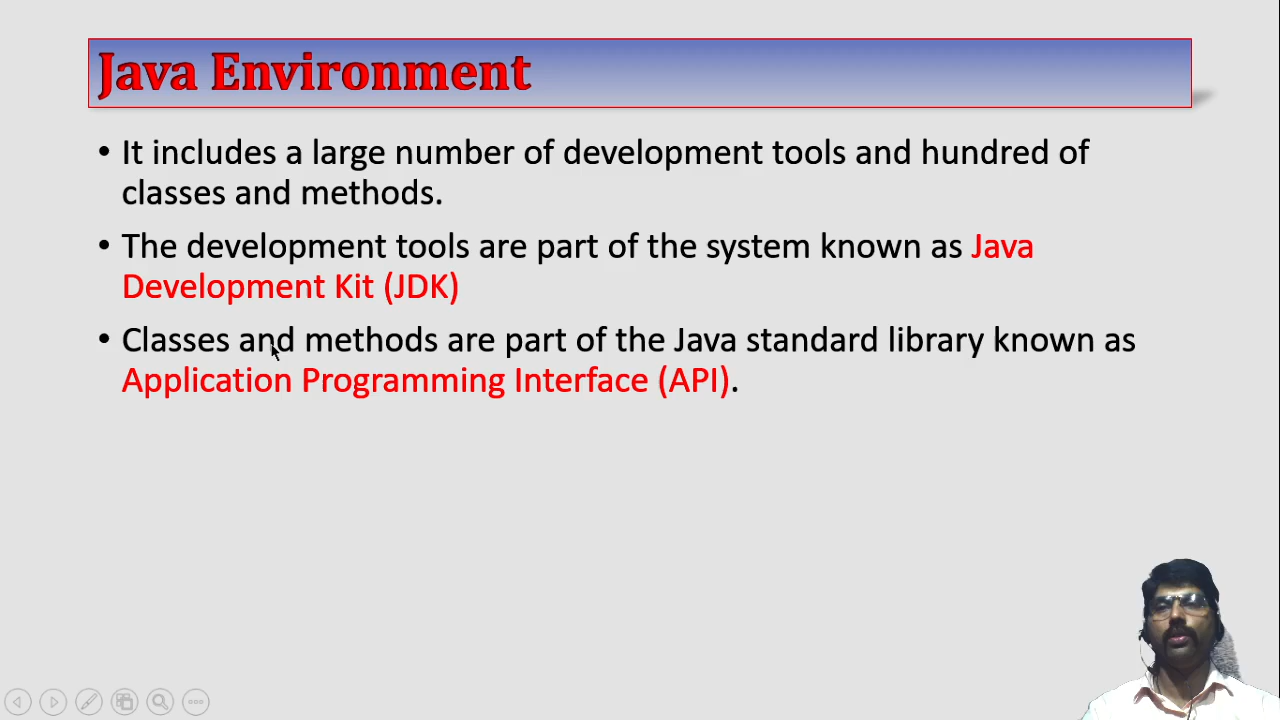 Java Environment
• It includes a large number of development tools and hundred of
classes and methods.
• The development tools are part of the system known as Java
Development Kit (JDK)
• Classes and methods are part of the Java standard library known as
Application Programming Interface (API).